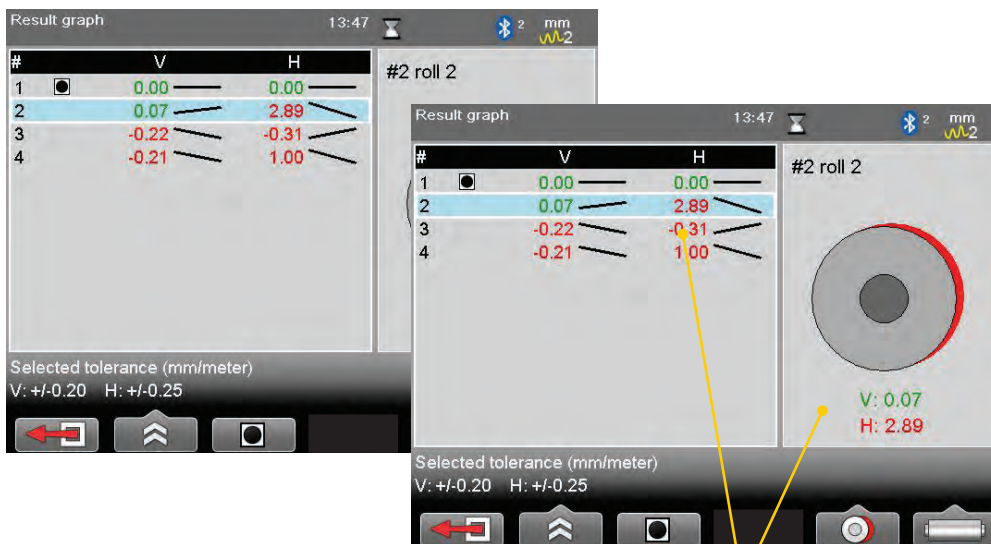 Result graph 13:47 2 mm
2
# V H
#2 roll 2
1 0.00 0.00
2 0.07 2.89
3 -0.22 -0.31
4 -0.21 1.00
Selected tolerance (mm/meter)
V: +/-0.20 H: +/-0.25
Result graph 13:47 2 mm
2
# V H
#2 roll 2
1 0.00 0.00
2 0.07 2.89
3 -0.22 -0.31
4 -0.21 1.00
V: 0.07
H: 2.89
Selected tolerance (mm/meter)
V: +/-0.20 H: +/-0.25